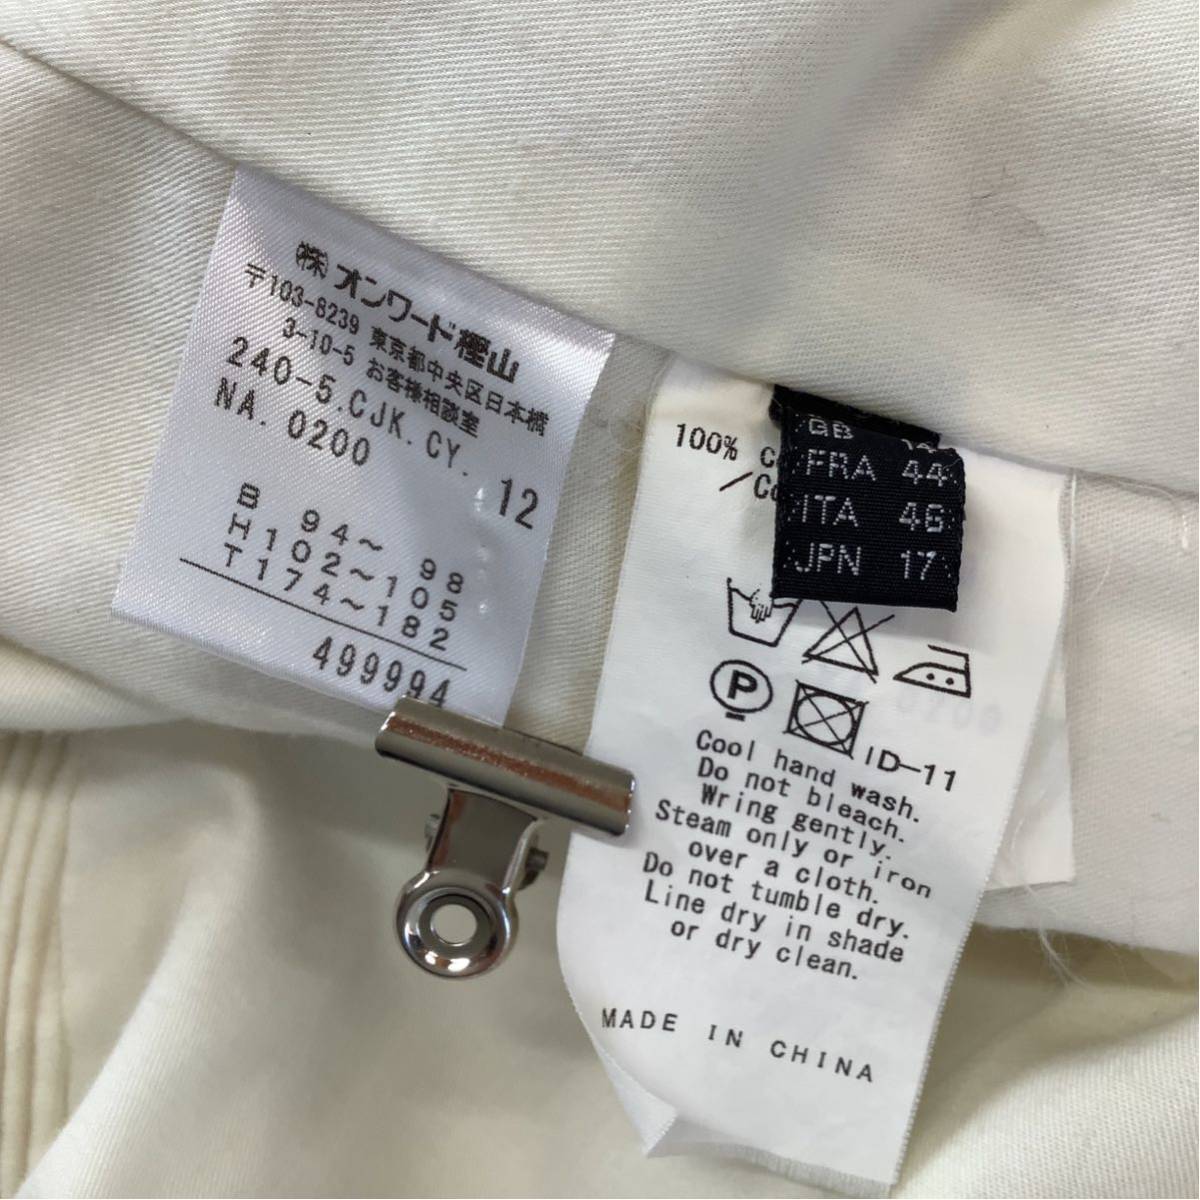 ㈱ オンワード樫山
〒103-8239 東京都中央区日本橋
3-10-5 お客様相談室
240-5.CJK.CY. 12
NA. 0200
B 94～ 98
H102～105
T174～182
499994
100%
GB
FRA 44
ITA 46
JPN 17
P
ID-11
Cool hand wash.
Do not bleach.
Wring gently.
Steam only or iron
over a cloth.
Do not tumble dry.
Line dry in shade
or dry clean.
MADE IN CHINA